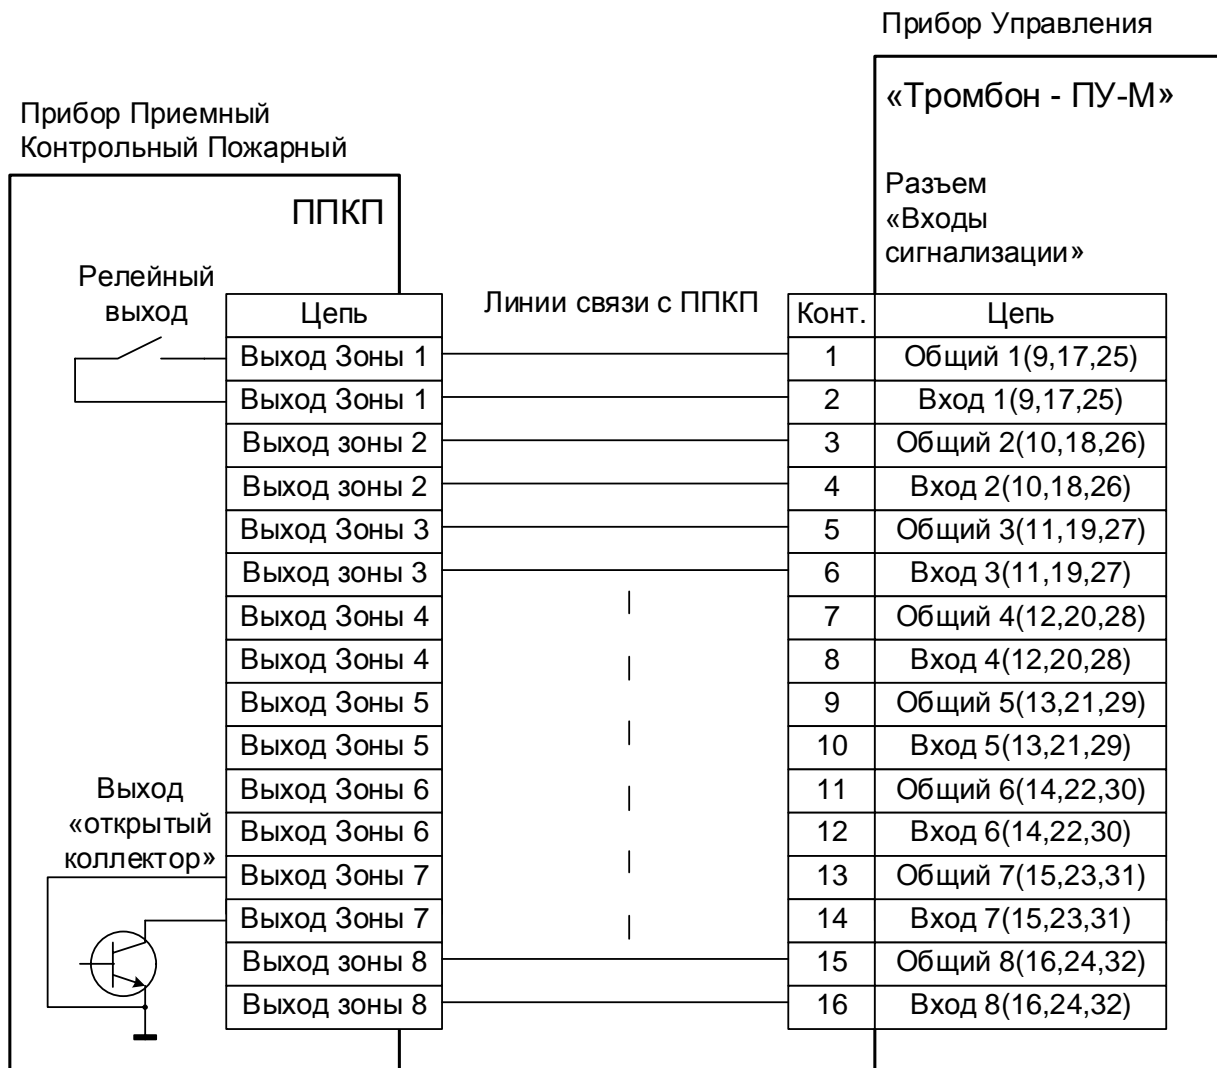 Прибор Управления
«Тромбон - ПУ-М»
Прибор Приемный
Контрольный Пожарный
Разъем
«Входы
сигнализации»
ППКП
Релейный
выход
Линии связи с ППКП
Цепь
Конт.
Цепь
Выход Зоны 1
1
Общий 1(9,17,25)
Выход Зоны 1
2
Вход 1(9,17,25)
Выход зоны 2
3
Общий 2(10,18,26)
Выход зоны 2
4
Вход 2(10,18,26)
Выход Зоны 3
5
Общий 3(11,19,27)
Выход зоны 3
6
Вход 3(11,19,27)
Выход Зоны 4
7
Общий 4(12,20,28)
Выход Зоны 4
8
Вход 4(12,20,28)
Выход Зоны 5
9
Общий 5(13,21,29)
Выход Зоны 5
10
Вход 5(13,21,29)
Выход
«открытый
коллектор»
Выход Зоны 6
11
Общий 6(14,22,30)
Выход Зоны 6
12
Вход 6(14,22,30)
Выход Зоны 7
13
Общий 7(15,23,31)
Выход Зоны 7
14
Вход 7(15,23,31)
Выход зоны 8
15
Общий 8(16,24,32)
Выход зоны 8
16
Вход 8(16,24,32)